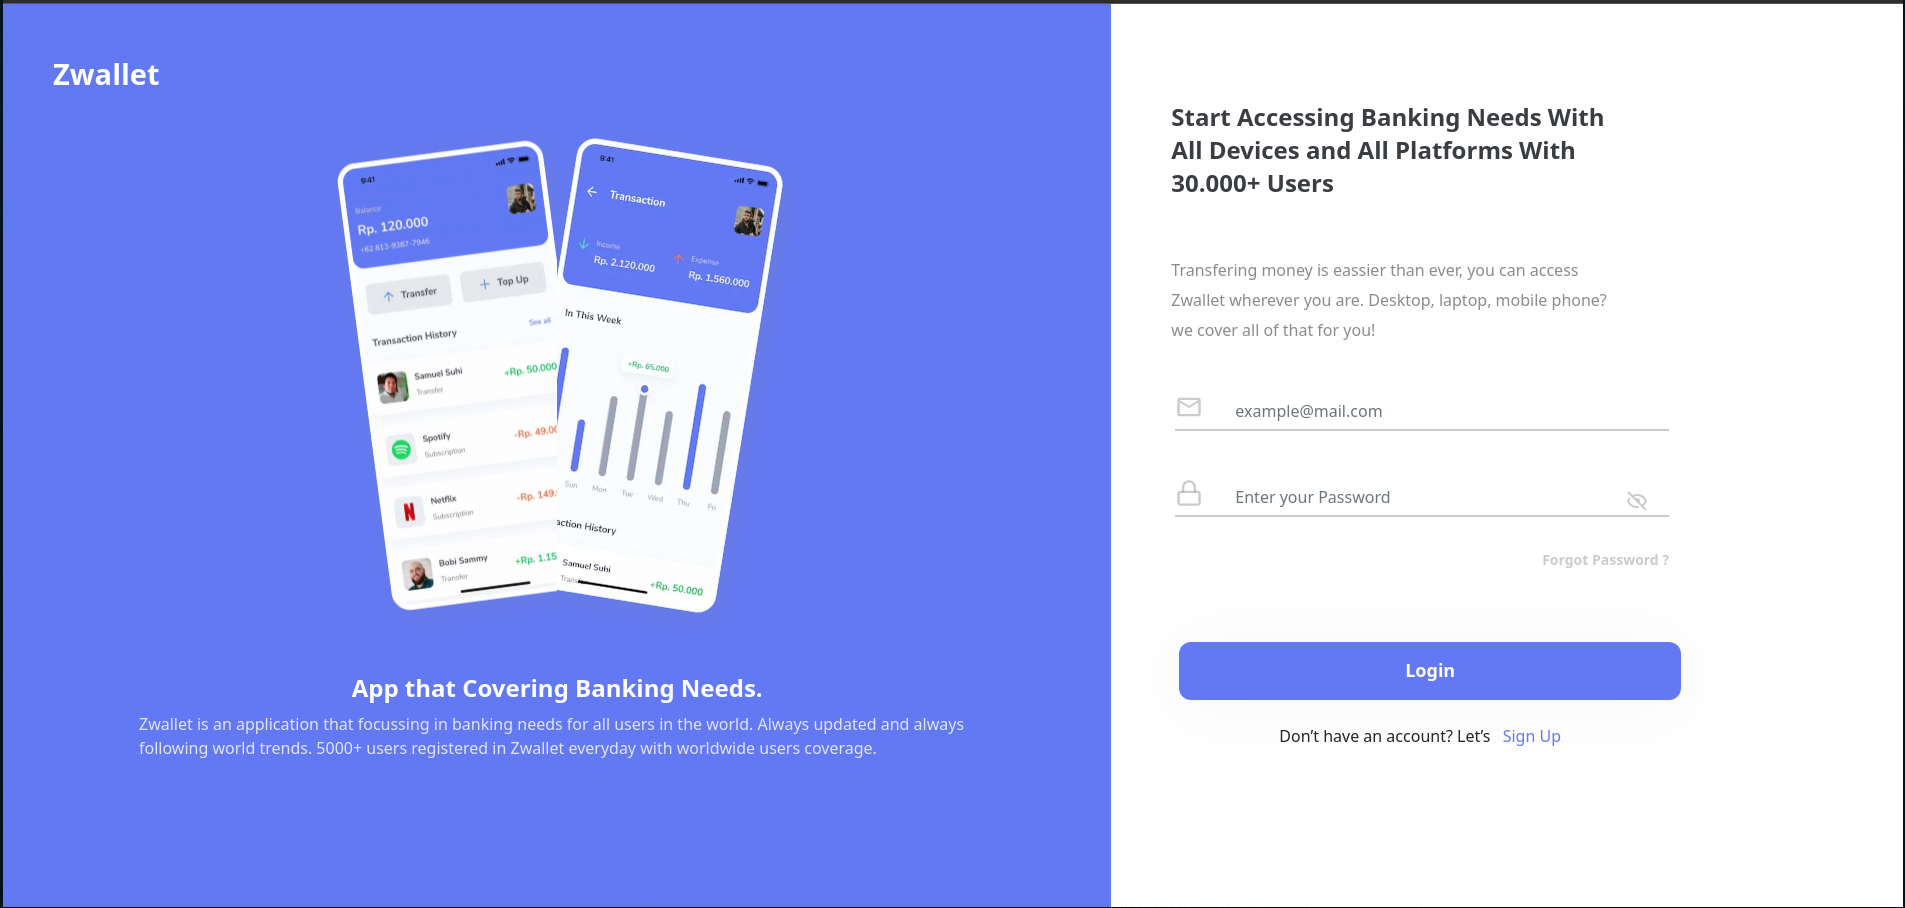 Zwallet
9:41
Balance
Rp. 120.000
+62 813-9387-7946
Transfer
Top Up
Transaction History
See all
Samuel Suhi
Transfer
+Rp. 50.000
Spotify
Subscription
-Rp. 49.00
Netflix
Subscription
-Rp. 149.
Bobi Sammy
Transfer
+Rp. 1.15
9:41
Transaction
Income
Rp. 2.120.000
Expense
Rp. 1.560.000
In This Week
+Rp. 65.000
Sun Mon Tue Wed Thu Fri
action History
Samuel Suhi
Transfer
+Rp. 50.000
App that Covering Banking Needs.
Zwallet is an application that focussing in banking needs for all users in the world. Always updated and always
following world trends. 5000+ users registered in Zwallet everyday with worldwide users coverage.
Start Accessing Banking Needs With
All Devices and All Platforms With
30.000+ Users
Transfering money is eassier than ever, you can access
Zwallet wherever you are. Desktop, laptop, mobile phone?
we cover all of that for you!
example@mail.com
Enter your Password
Forgot Password ?
Login
Don’t have an account? Let’s Sign Up